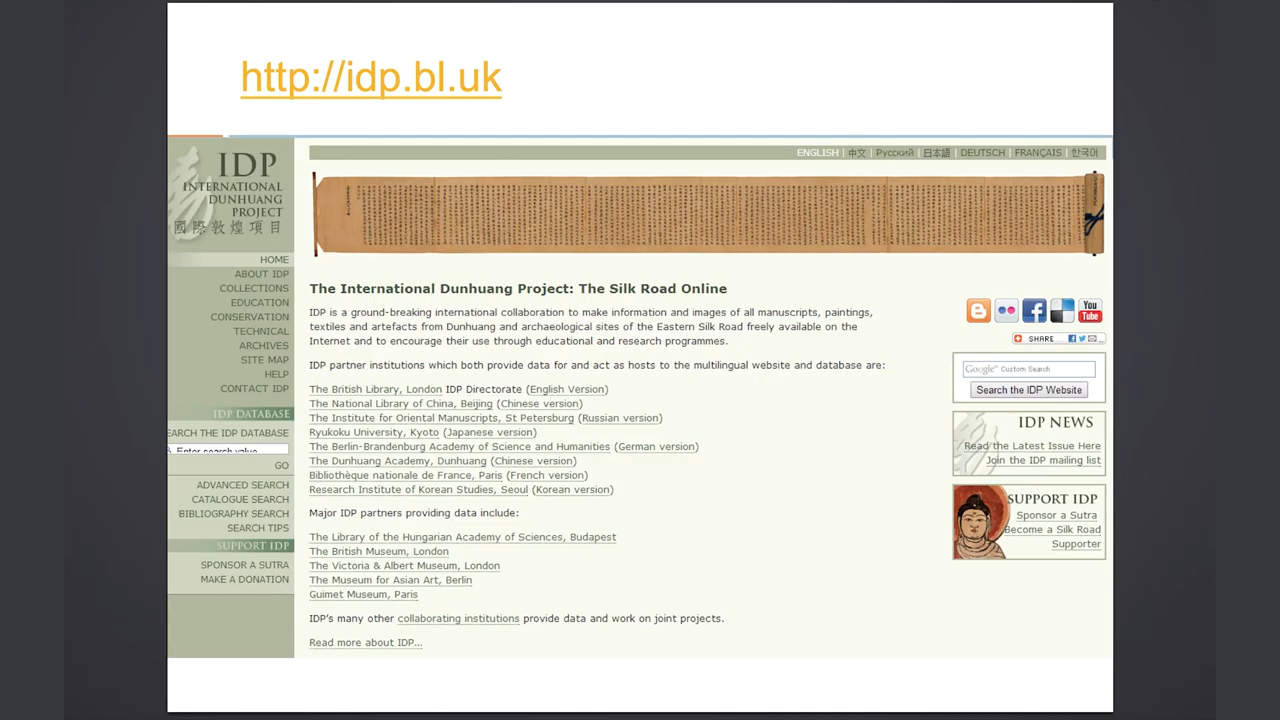 http://idp.bl.uk
ENGLISH | 中文 | Русский | 日本語 | DEUTSCH | FRANÇAIS | 한국어
IDP
INTERNATIONAL
DUNHUANG
PROJECT
國際敦煌項目
HOME
ABOUT IDP
COLLECTIONS
EDUCATION
CONSERVATION
TECHNICAL
ARCHIVES
SITE MAP
HELP
CONTACT IDP
IDP DATABASE
EARCH THE IDP DATABASE
Enter search value
GO
ADVANCED SEARCH
CATALOGUE SEARCH
BIBLIOGRAPHY SEARCH
SEARCH TIPS
SUPPORT IDP
SPONSOR A SUTRA
MAKE A DONATION
The International Dunhuang Project: The Silk Road Online
IDP is a ground-breaking international collaboration to make information and images of all manuscripts, paintings,
textiles and artefacts from Dunhuang and archaeological sites of the Eastern Silk Road freely available on the
Internet and to encourage their use through educational and research programmes.
IDP partner institutions which both provide data for and act as hosts to the multilingual website and database are:
The British Library, London IDP Directorate (English Version)
The National Library of China, Beijing (Chinese version)
The Institute for Oriental Manuscripts, St Petersburg (Russian version)
Ryukoku University, Kyoto (Japanese version)
The Berlin-Brandenburg Academy of Science and Humanities (German version)
The Dunhuang Academy, Dunhuang (Chinese version)
Bibliothèque nationale de France, Paris (French version)
Research Institute of Korean Studies, Seoul (Korean version)
Major IDP partners providing data include:
The Library of the Hungarian Academy of Sciences, Budapest
The British Museum, London
The Victoria & Albert Museum, London
The Museum for Asian Art, Berlin
Guimet Museum, Paris
IDP's many other collaborating institutions provide data and work on joint projects.
Read more about IDP...
You
Tube
SHARE
Google™ Custom Search
Search the IDP Website
IDP NEWS
Read the Latest Issue Here
Join the IDP mailing list
SUPPORT IDP
Sponsor a Sutra
Become a Silk Road
Supporter